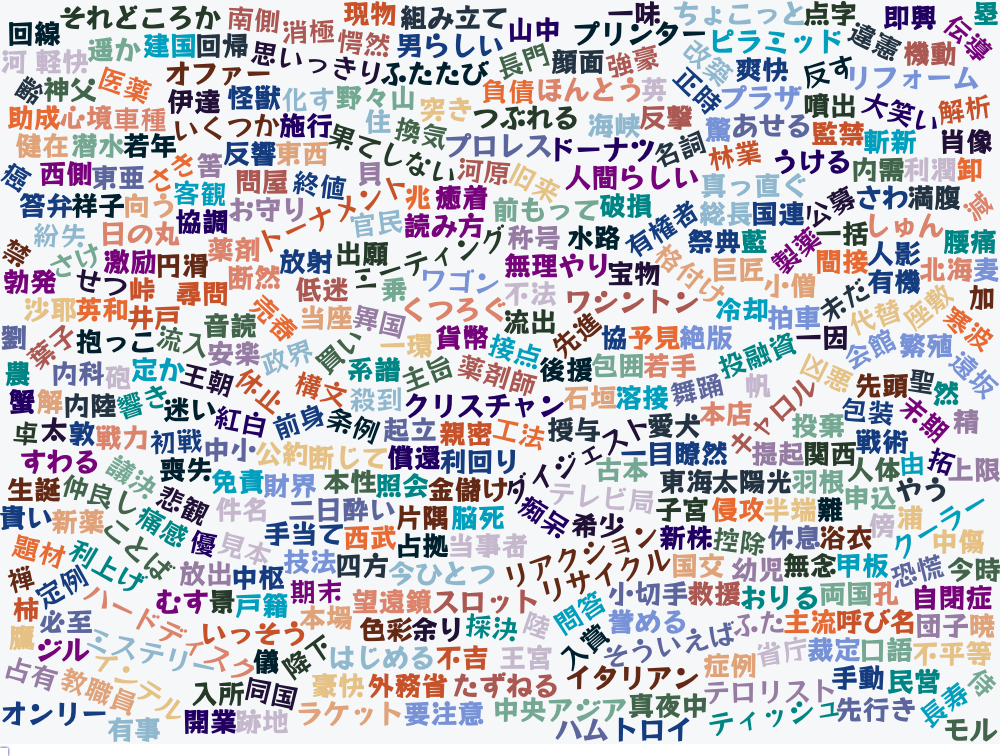 回線 それどころか 南側 消極 現物 組み立て 山中 一味 プリンター ちょこっと 点字 即興 伝導 塁
河 軽快 遥か 建国 回帰 思いっきり 愕然 男らしい 長門 顔面 強豪 改築 ピラミッド 違憲 機動
齢 神父 医薬 オファー ふたたび 正時 爽快 反す リフォーム
伊達 怪獣 化す 野々山 突き 負債 ほんとう 英 プラザ 噴出 大笑い 解析
助成 心境 車種 いくつか 施行 住 換気 つぶれる 海峡 反撃 驚 あせる 監禁 斬新 肖像
健在 潜水 若年 果てしない プロレス ドーナツ 名詞 林業 うける
癌 西側 東亜 さき 答 反響 東西 貝 河原 旧来 人間らしい 真っ直ぐ 内需 利潤 卸
客観 問屋 終値 トーナメント 兆 癒着 前もって 破損 有権者 総長 国連 公募 さわ 満腹 減
答弁 祥子 向う 協調 お守り 官民 読み方
禁 紛失 日の丸 薬剤 出願 ミーティング 称号 水路 祭典 藍 製薬 一括 しゅん 腰痛
さけ 激励 円滑 断然 放射 無理やり 宝物 格付け 巨匠 間接 人影
勃発 せつ 峠 尋問 低迷 乗 ワゴン 不法 小僧 未だ 有機 北海 麦
沙耶 英和 井戸 売春 当座 異国 くつろぐ 流出 ワシントン 冷却 拍車 代替 座敷 加
劉 葉子 抱っこ 流入 音読 安楽 政界 買い 一環 貨幣 接点 先進 協 予見 絶版 一因 会館 繁殖 寒波
農 内科 砲 定か 王朝 休止 構文 系譜 主旨 薬剤師 後援 包囲 若手 投融資 凶悪 遠坂
蟹 解 内陸 響き 迷い 紅白 前身 条例 殺到 クリスチャン 石垣 溶接 舞踊 帆 キャロル 先頭 聖 然
卓 太 敦 戦力 初戦 中小 公約 断じて 起立 親密 工法 授与 ダイジェスト 愛犬 本店 投棄 包装 末期 精
すわる 議決 喪失 免責 財界 本性 償還 利回り 照会 金儲け 古本 一目瞭然 提起 関西 戦術
生誕 仲良し 悲観 件名 二日酔い 片隅 脳死 痴呆 テレビ局 東海 太陽光 羽根 人体 由 拓 上限
貴い 新薬 ことば 痛感 優 見本 手当て 西武 占拠 当事者 希少 子宮 侵攻 半端 難 申込 やう
題材 利上げ 放出 中枢 技法 四方 今ひとつ リアクション 新株 控除 休息 浴衣 傍 浦 クーラー 中傷
禅 定例 ハードディスク むす 景 戸籍 期末 望遠鏡 スロット リサイクル 国交 幼児 無念 甲板 恐慌 今時
柿 必至 いっそう 本場 色彩 余り 採決 陸 問答 小切手 救援 おりる 両国 孔 自閉症
鷹 ジル ミステリー 儀 降下 はじめる 不吉 王宮 入賞 誉める そういえば ふた 主流 呼び名 団子 暁
占有 教職員 インテル 入所 同国 豪快 外務省 たずねる イタリアン 症例 省庁 裁定 口語 不平等
オンリー 有事 開業 跡地 ラケット 要注意 中央アジア 真夜中 テロリスト 手動 民営 長寿 侍
ハム トロイ ティッシュ 先行き モル